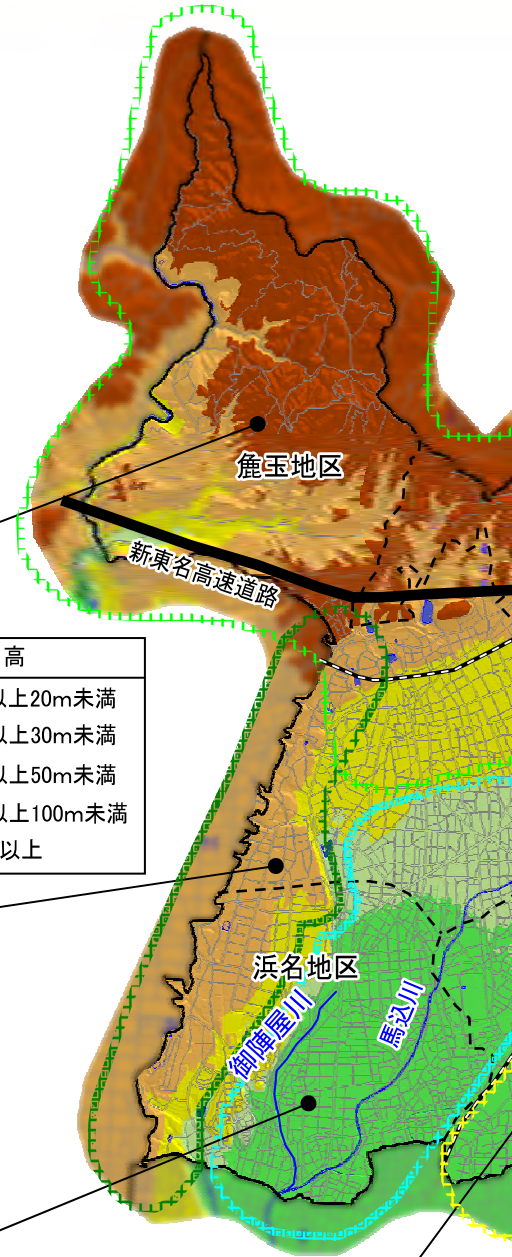 麁玉地区
新東名高速道路
高
以上20m未満
以上30m未満
以上50m未満
以上100m未満
以上
浜名地区
御陣屋川
馬込川